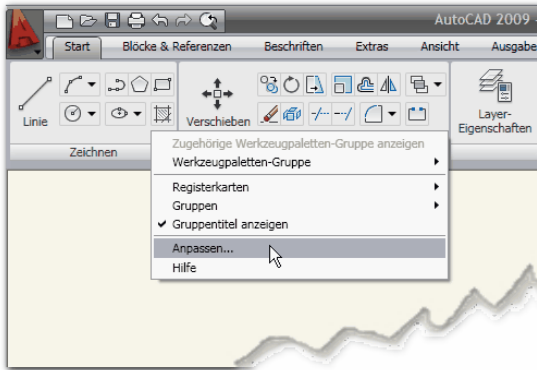 AutoCAD 2009 -
Start Blöcke & Referenzen Beschriften Extras Ansicht Ausgabe
Linie
Verschieben
Layer-
Eigenschaften
Zeichnen
Zugehörige Werkzeugpaletten-Gruppe anzeigen
Werkzeugpaletten-Gruppe
Registerkarten
Gruppen
Gruppentitel anzeigen
Anpassen...
Hilfe